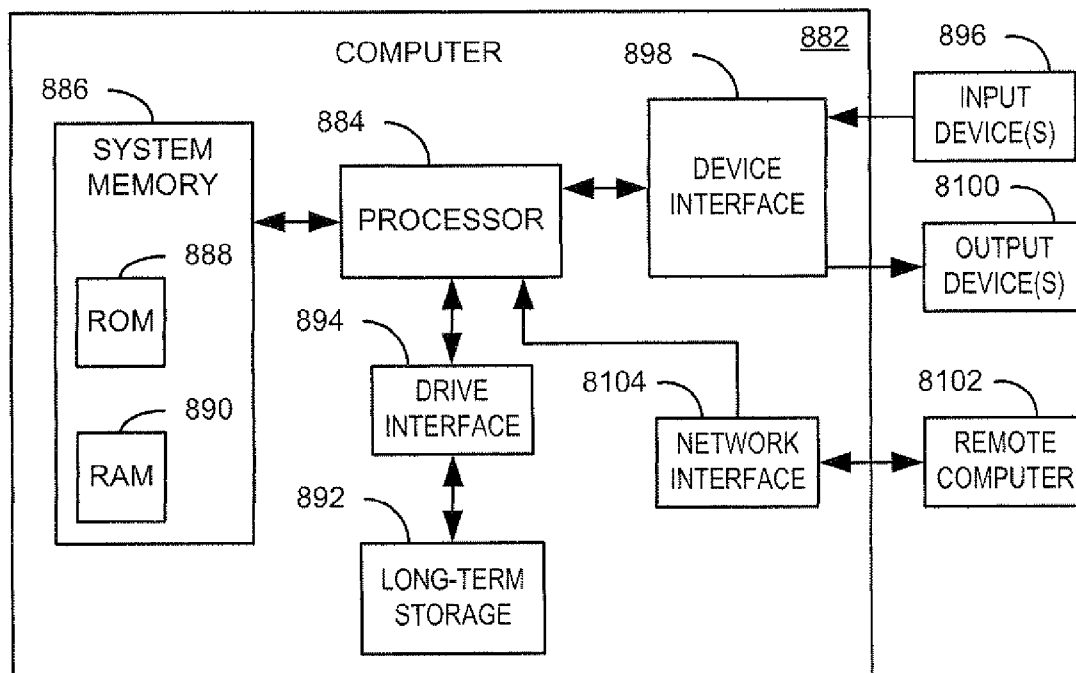 COMPUTER
882
886
SYSTEM
MEMORY
888
ROM
890
RAM
884
PROCESSOR
894
DRIVE
INTERFACE
892
LONG-TERM
STORAGE
898
DEVICE
INTERFACE
8104
NETWORK
INTERFACE
896
INPUT
DEVICE(S)
8100
OUTPUT
DEVICE(S)
8102
REMOTE
COMPUTER